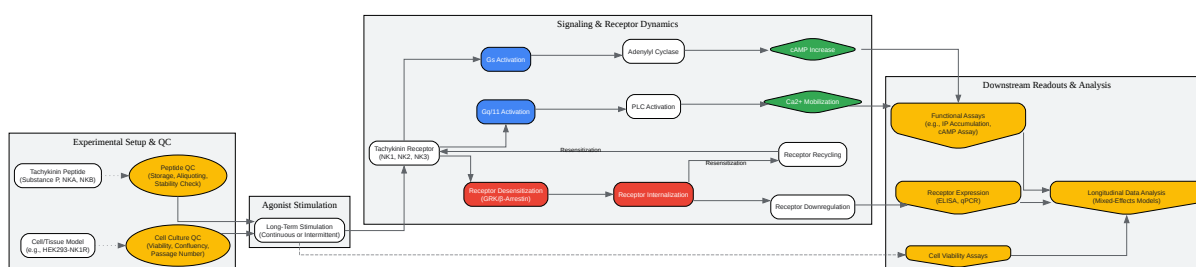 Signaling & Receptor Dynamics
Gs Activation
Adenylyl Cyclase
cAMP Increase
Gq/11 Activation
PLC Activation
Ca2+ Mobilization
Tachykinin Receptor
(NK1, NK2, NK3)
Resensitization
Resensitization
Receptor Recycling
Receptor Desensitization
(GRK/β-Arrestin)
Receptor Internalization
Receptor Downregulation
Experimental Setup & QC
Tachykinin Peptide
(Substance P, NKA, NKB)
Peptide QC
(Storage, Aliquoting,
Stability Check)
Cell/Tissue Model
(e.g., HEK293-NK1R)
Cell Culture QC
(Viability, Confluency,
Passage Number)
Agonist Stimulation
Long-Term Stimulation
(Continuous or Intermittent)
Downstream Readouts & Analysis
Functional Assays
(e.g., IP Accumulation,
cAMP Assay)
Receptor Expression
(ELISA, qPCR)
Longitudinal Data Analysis
(Mixed-Effects Models)
Cell Viability Assays